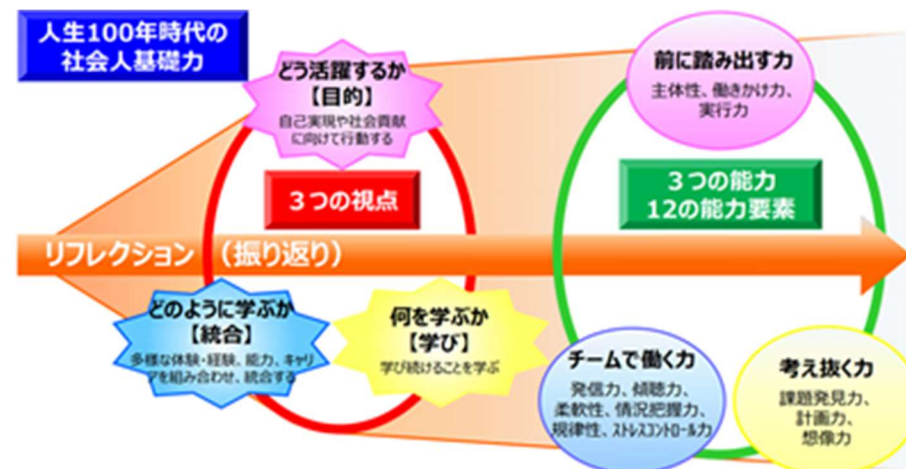 人生100年時代の
社会人基礎力
どう活躍するか
【目的】
自己実現や社会貢献
に向けて行動する
前に踏み出す力
主体性、働きかけ力、
実行力
3つの視点
3つの能力
12の能力要素
リフレクション（振り返り）
どのように学ぶか
【統合】
多様な体験・経験、能力、キャリ
アを組み合わせ、統合する
何を学ぶか
【学び】
学び続けることを学ぶ
チームで働く力
発信力、傾聴力、
柔軟性、情況把握力、
規律性、ストレスコントロール力
考え抜く力
課題発見力、
計画力、
想像力